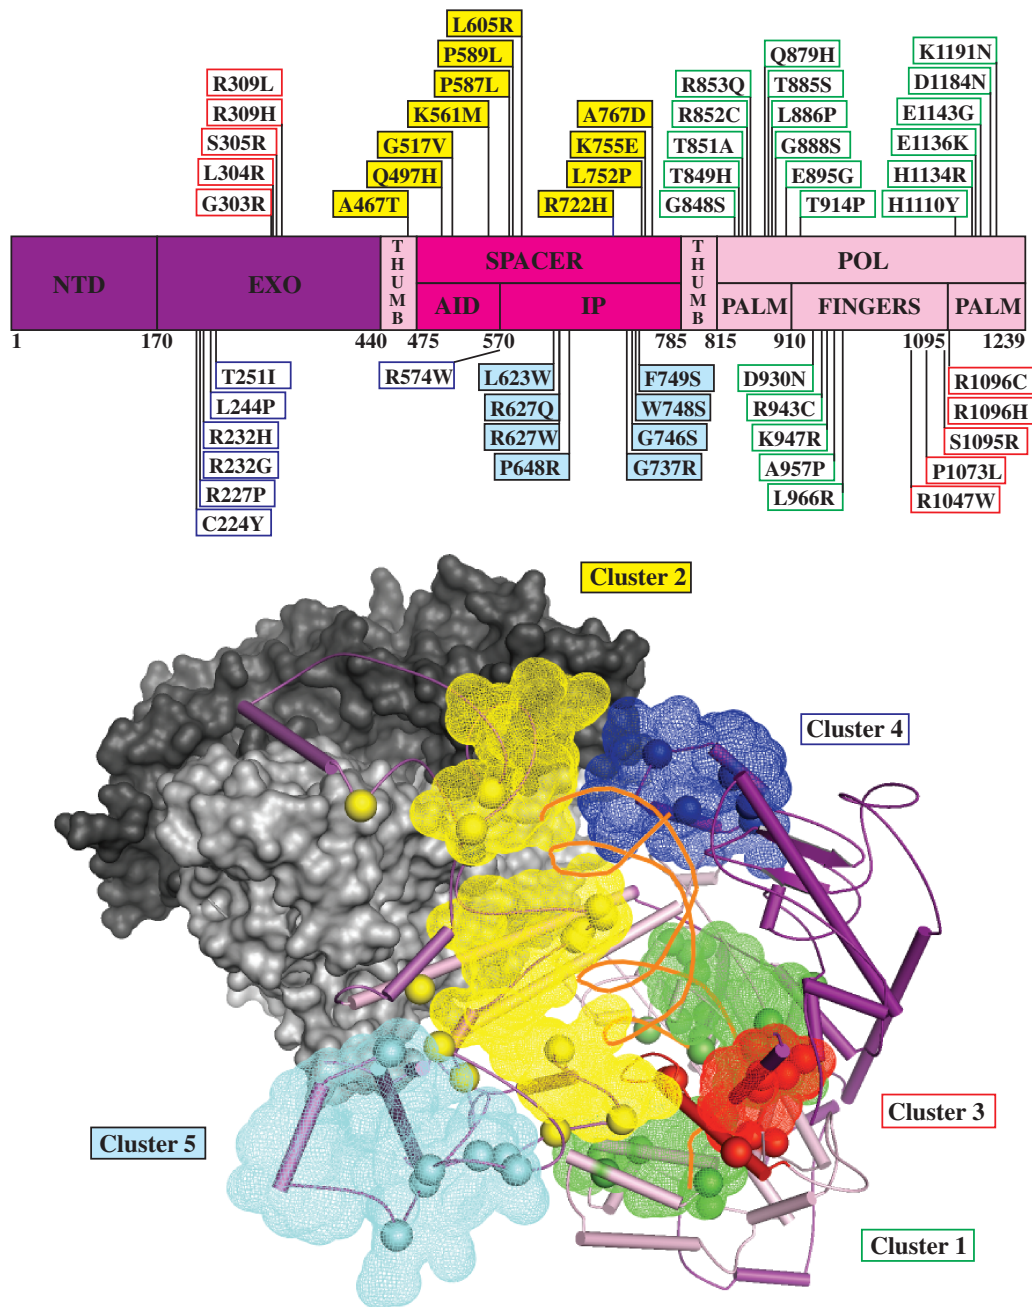 L605R
P589L
P587L
K561M
G517V
Q497H
A467T
R309L
R309H
S305R
L304R
G303R
A767D
K755E
L752P
R722H
R853Q
R852C
T851A
T849H
G848S
Q879H
T885S
L886P
G888S
E895G
T914P
K1191N
D1184N
E1143G
E1136K
H1134R
H1110Y
NTD
EXO
THUMB
SPACER
AID
IP
THUMB
POL
PALM
FINGERS
PALM
1 170 440 475 570 785 815 910 1095 1239
T251I
L244P
R232H
R232G
R227P
C224Y
R574W
L623W
R627Q
R627W
P648R
F749S
W748S
G746S
G737R
D930N
R943C
K947R
A957P
L966R
R1096C
R1096H
S1095R
P1073L
R1047W
Cluster 2
Cluster 4
Cluster 3
Cluster 5
Cluster 1